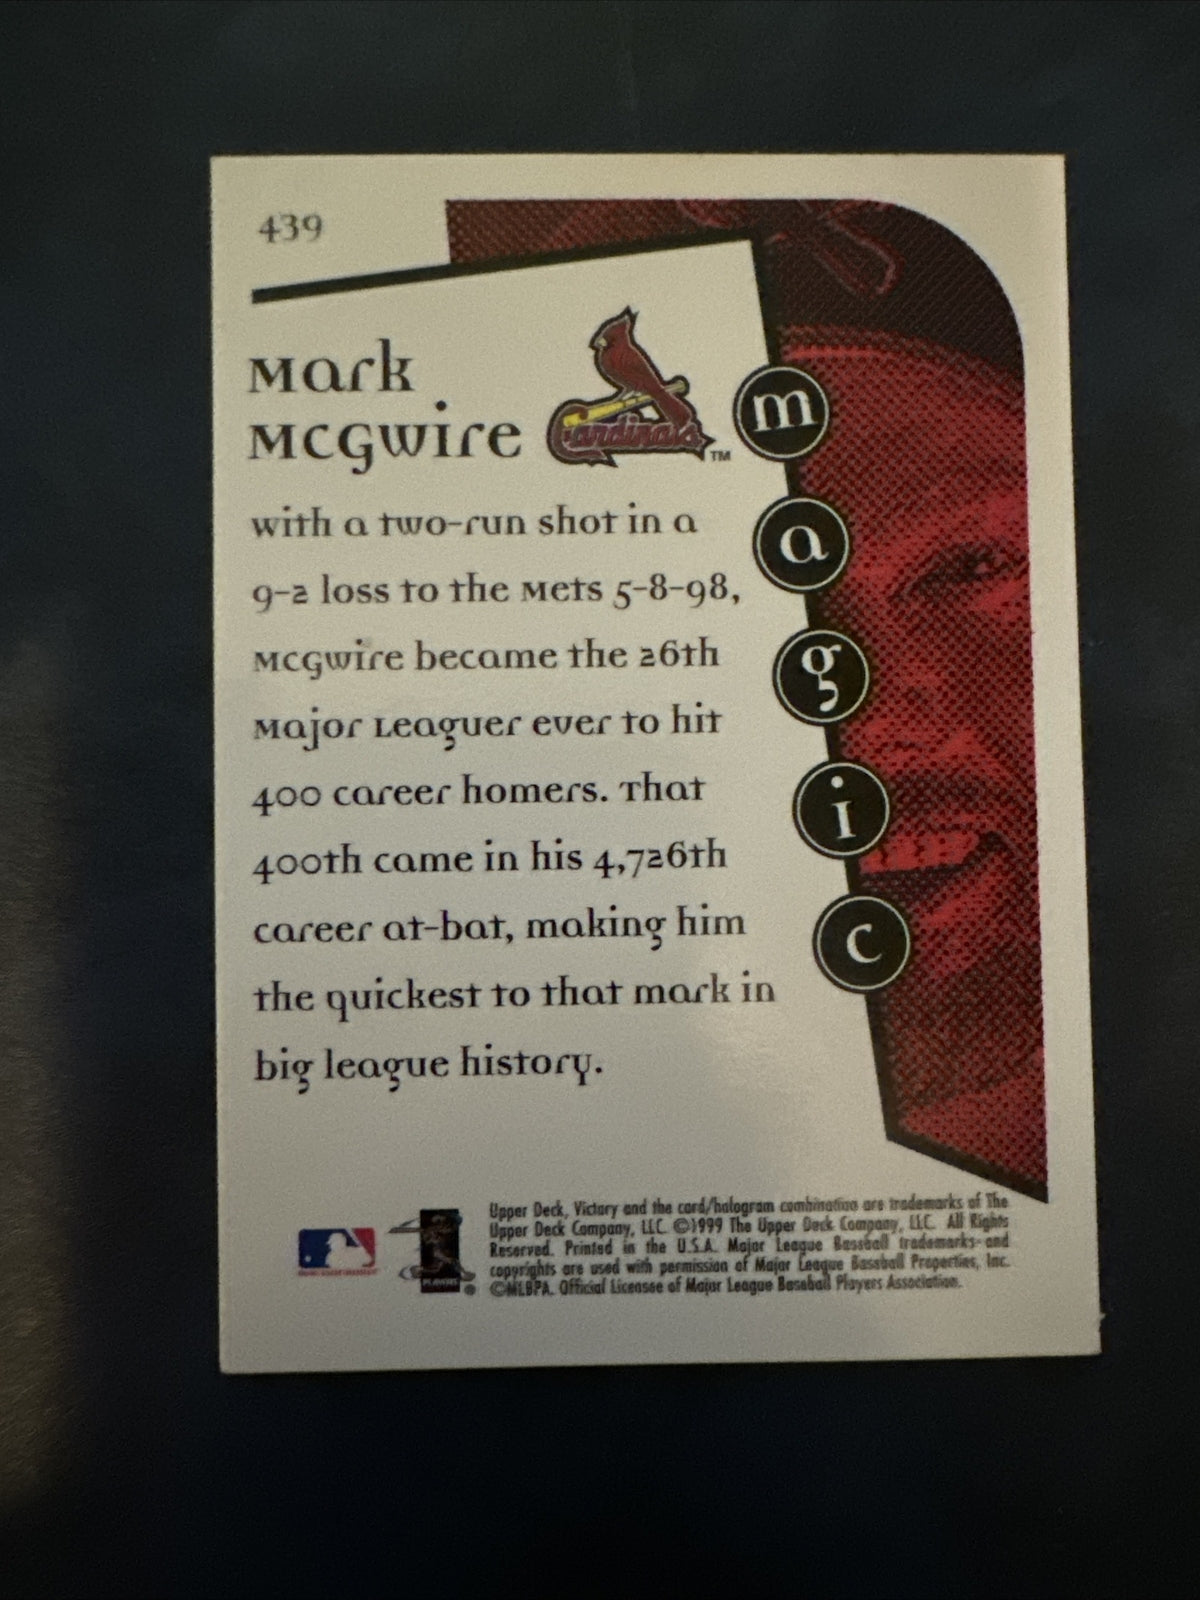 439
Mark
McGwire
Cardinals
TM
with a two-run shot in a
9-2 loss to the Mets 5-8-98,
McGwire became the 26th
Major Leaguer ever to hit
400 career homers. That
400th came in his 4,726th
career at-bat, making him
the quickest to that mark in
big league history.
m
a
g
i
c
Upper Deck, Victory and the card/hologram combination are trademarks of The
Upper Deck Company, LLC. ©1999 The Upper Deck Company, LLC. All Rights
Reserved. Printed in the U.S.A. Major League Baseball trademarks and
copyrights are used with permission of Major League Baseball Properties, Inc.
©MLBPA. Official Licensee of Major League Baseball Players Association.
PLAYERS
®